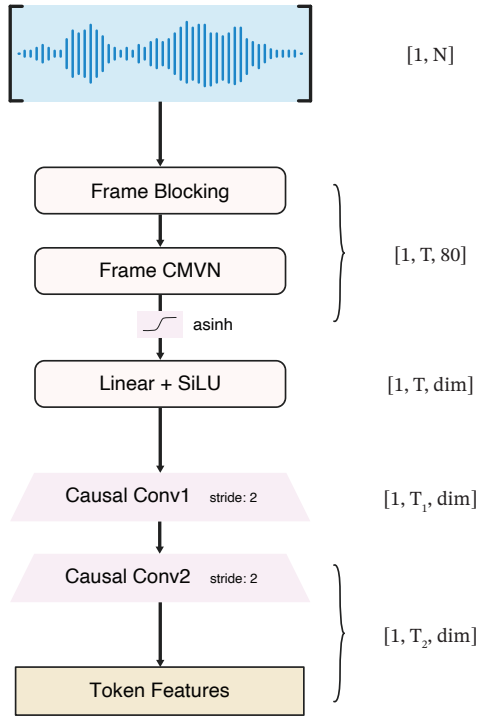 [1, N]
Frame Blocking
Frame CMVN
[1, T, 80]
asinh
Linear + SiLU
[1, T, dim]
Causal Conv1 stride: 2
[1, T₁, dim]
Causal Conv2 stride: 2
[1, T₂, dim]
Token Features